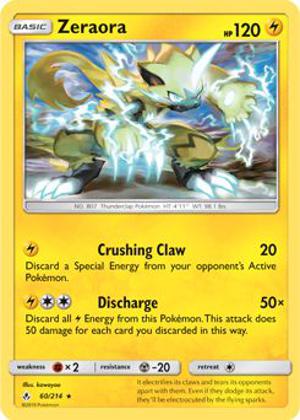 BASIC Zeraora HP 120
NO. 807 Thunderclap Pokémon HT: 4'11" WT: 98.1 lbs.
Crushing Claw 20
Discard a Special Energy from your opponent's Active
Pokémon.
Discharge 50×
Discard all Energy from this Pokémon. This attack does
50 damage for each card you discarded in this way.
weakness ×2 resistance -20 retreat
Illus. kawayoo
60/214
©2019 Pokémon
It electrifies its claws and tears its opponents
apart with them. Even if they dodge its attacks,
they'll be electrocuted by the flying sparks.